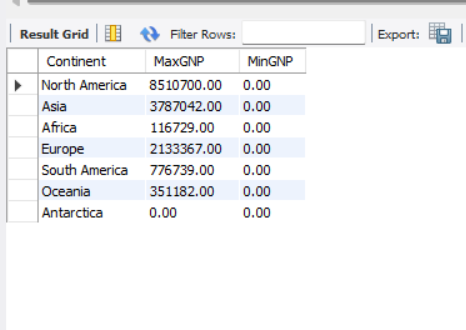 Result Grid Filter Rows: Export:
Continent MaxGNP MinGNP
North America 8510700.00 0.00
Asia 3787042.00 0.00
Africa 116729.00 0.00
Europe 2133367.00 0.00
South America 776739.00 0.00
Oceania 351182.00 0.00
Antarctica 0.00 0.00